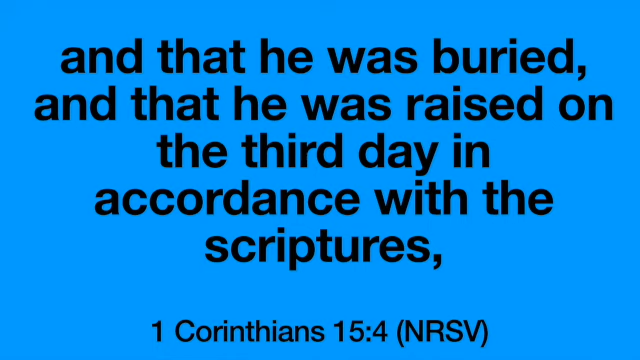 and that he was buried,
and that he was raised on
the third day in
accordance with the
scriptures,
1 Corinthians 15:4 (NRSV)